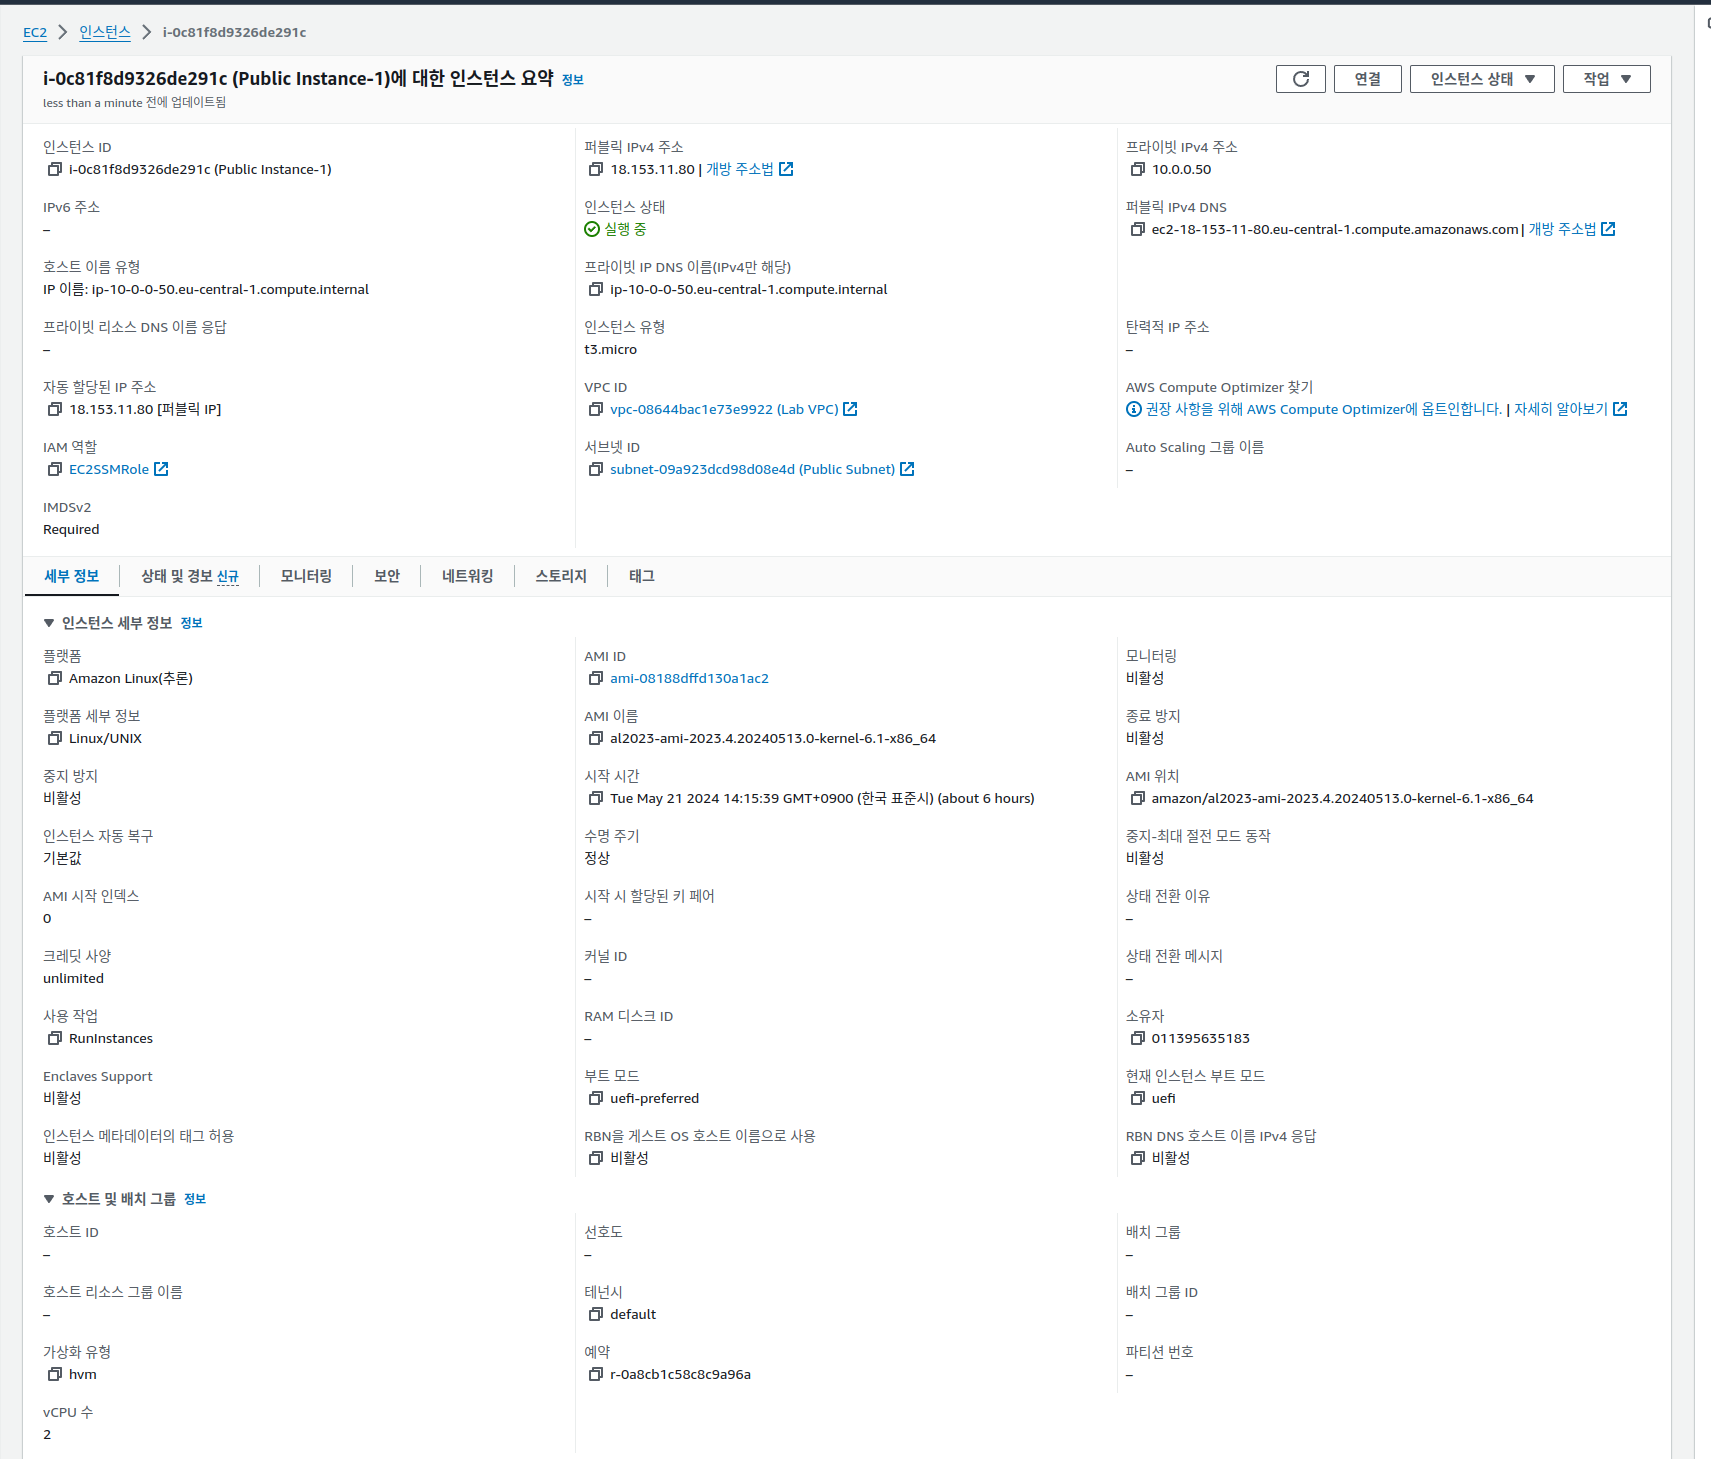 EC2 > 인스턴스 > i-0c81f8d9326de291c
i-0c81f8d9326de291c (Public Instance-1)에 대한 인스턴스 요약 정보
less than a minute 전에 업데이트됨
연결
인스턴스 상태
작업
인스턴스 ID
i-0c81f8d9326de291c (Public Instance-1)
퍼블릭 IPv4 주소
18.153.11.80 | 개방 주소법
프라이빗 IPv4 주소
10.0.0.50
IPv6 주소
–
인스턴스 상태
실행 중
퍼블릭 IPv4 DNS
ec2-18-153-11-80.eu-central-1.compute.amazonaws.com | 개방 주소법
호스트 이름 유형
IP 이름: ip-10-0-0-50.eu-central-1.compute.internal
프라이빗 IP DNS 이름(IPv4만 해당)
ip-10-0-0-50.eu-central-1.compute.internal
프라이빗 리소스 DNS 이름 응답
–
인스턴스 유형
t3.micro
탄력적 IP 주소
–
자동 할당된 IP 주소
18.153.11.80 [퍼블릭 IP]
VPC ID
vpc-08644bac1e73e9922 (Lab VPC)
AWS Compute Optimizer 찾기
권장 사항을 위해 AWS Compute Optimizer에 옵트인합니다. | 자세히 알아보기
IAM 역할
EC2SSMRole
서브넷 ID
subnet-09a923dcd98d08e4d (Public Subnet)
Auto Scaling 그룹 이름
–
IMDSv2
Required
세부 정보
상태 및 경보 신규
모니터링
보안
네트워킹
스토리지
태그
인스턴스 세부 정보 정보
플랫폼
Amazon Linux(추론)
AMI ID
ami-08188dffd130a1ac2
모니터링
비활성
플랫폼 세부 정보
Linux/UNIX
AMI 이름
al2023-ami-2023.4.20240513.0-kernel-6.1-x86_64
종료 방지
비활성
중지 방지
비활성
시작 시간
Tue May 21 2024 14:15:39 GMT+0900 (한국 표준시) (about 6 hours)
AMI 위치
amazon/al2023-ami-2023.4.20240513.0-kernel-6.1-x86_64
인스턴스 자동 복구
기본값
수명 주기
정상
중지-최대 절전 모드 동작
비활성
AMI 시작 인덱스
0
시작 시 할당된 키 페어
–
상태 전환 이유
–
크레딧 사양
unlimited
커널 ID
–
상태 전환 메시지
–
사용 작업
RunInstances
RAM 디스크 ID
–
소유자
011395635183
Enclaves Support
비활성
부트 모드
uefi-preferred
현재 인스턴스 부트 모드
uefi
인스턴스 메타데이터의 태그 허용
비활성
RBN을 게스트 OS 호스트 이름으로 사용
비활성
RBN DNS 호스트 이름 IPv4 응답
비활성
호스트 및 배치 그룹 정보
호스트 ID
–
선호도
–
배치 그룹
–
호스트 리소스 그룹 이름
–
테넌시
default
배치 그룹 ID
–
가상화 유형
hvm
예약
r-0a8cb1c58c8c9a96a
파티션 번호
–
vCPU 수
2